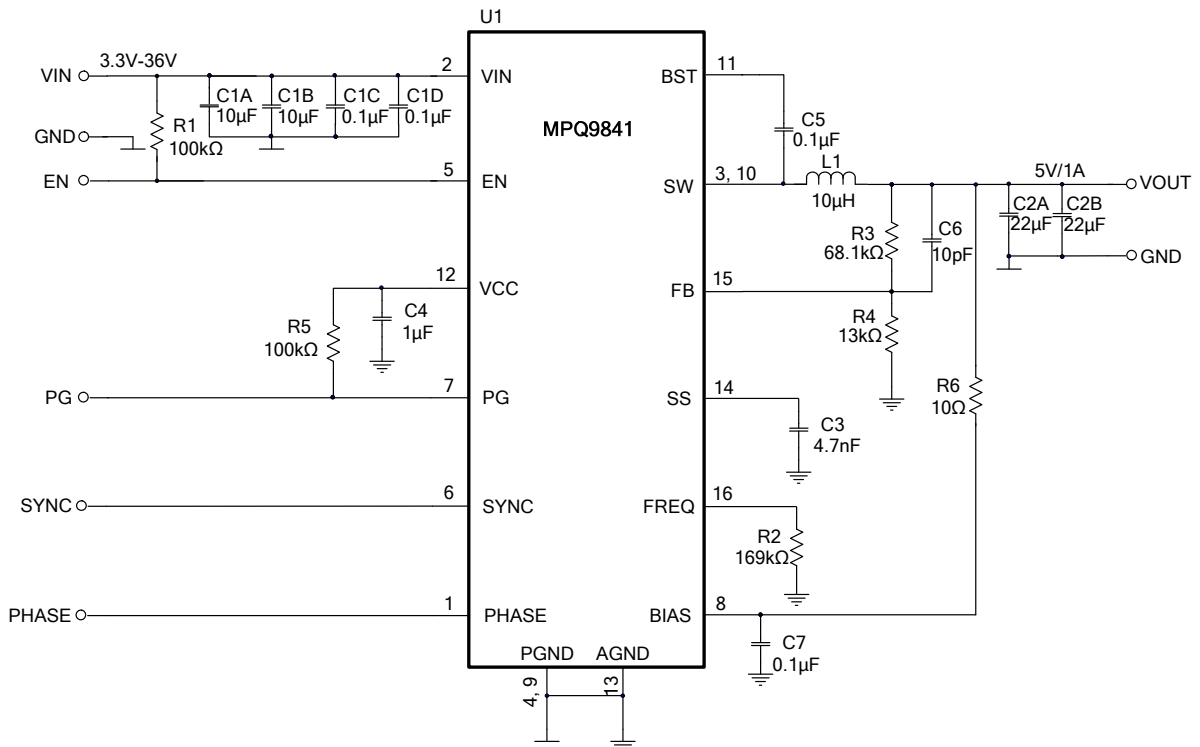 U1
VIN
3.3V-36V
2
VIN
C1A
10µF
C1B
10µF
C1C
0.1µF
C1D
0.1µF
GND
R1
100kΩ
EN
5
EN
MPQ9841
BST
11
C5
0.1µF
SW
3, 10
L1
10µH
5V/1A
VOUT
C2A
22µF
C2B
22µF
GND
R3
68.1kΩ
C6
10pF
FB
15
R4
13kΩ
12
VCC
C4
1µF
R5
100kΩ
PG
7
PG
SS
14
C3
4.7nF
R6
10Ω
SYNC
6
SYNC
FREQ
16
R2
169kΩ
PHASE
1
PHASE
BIAS
8
C7
0.1µF
PGND
AGND
4, 9
13